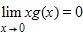 lim xg(x) = 0
x→0